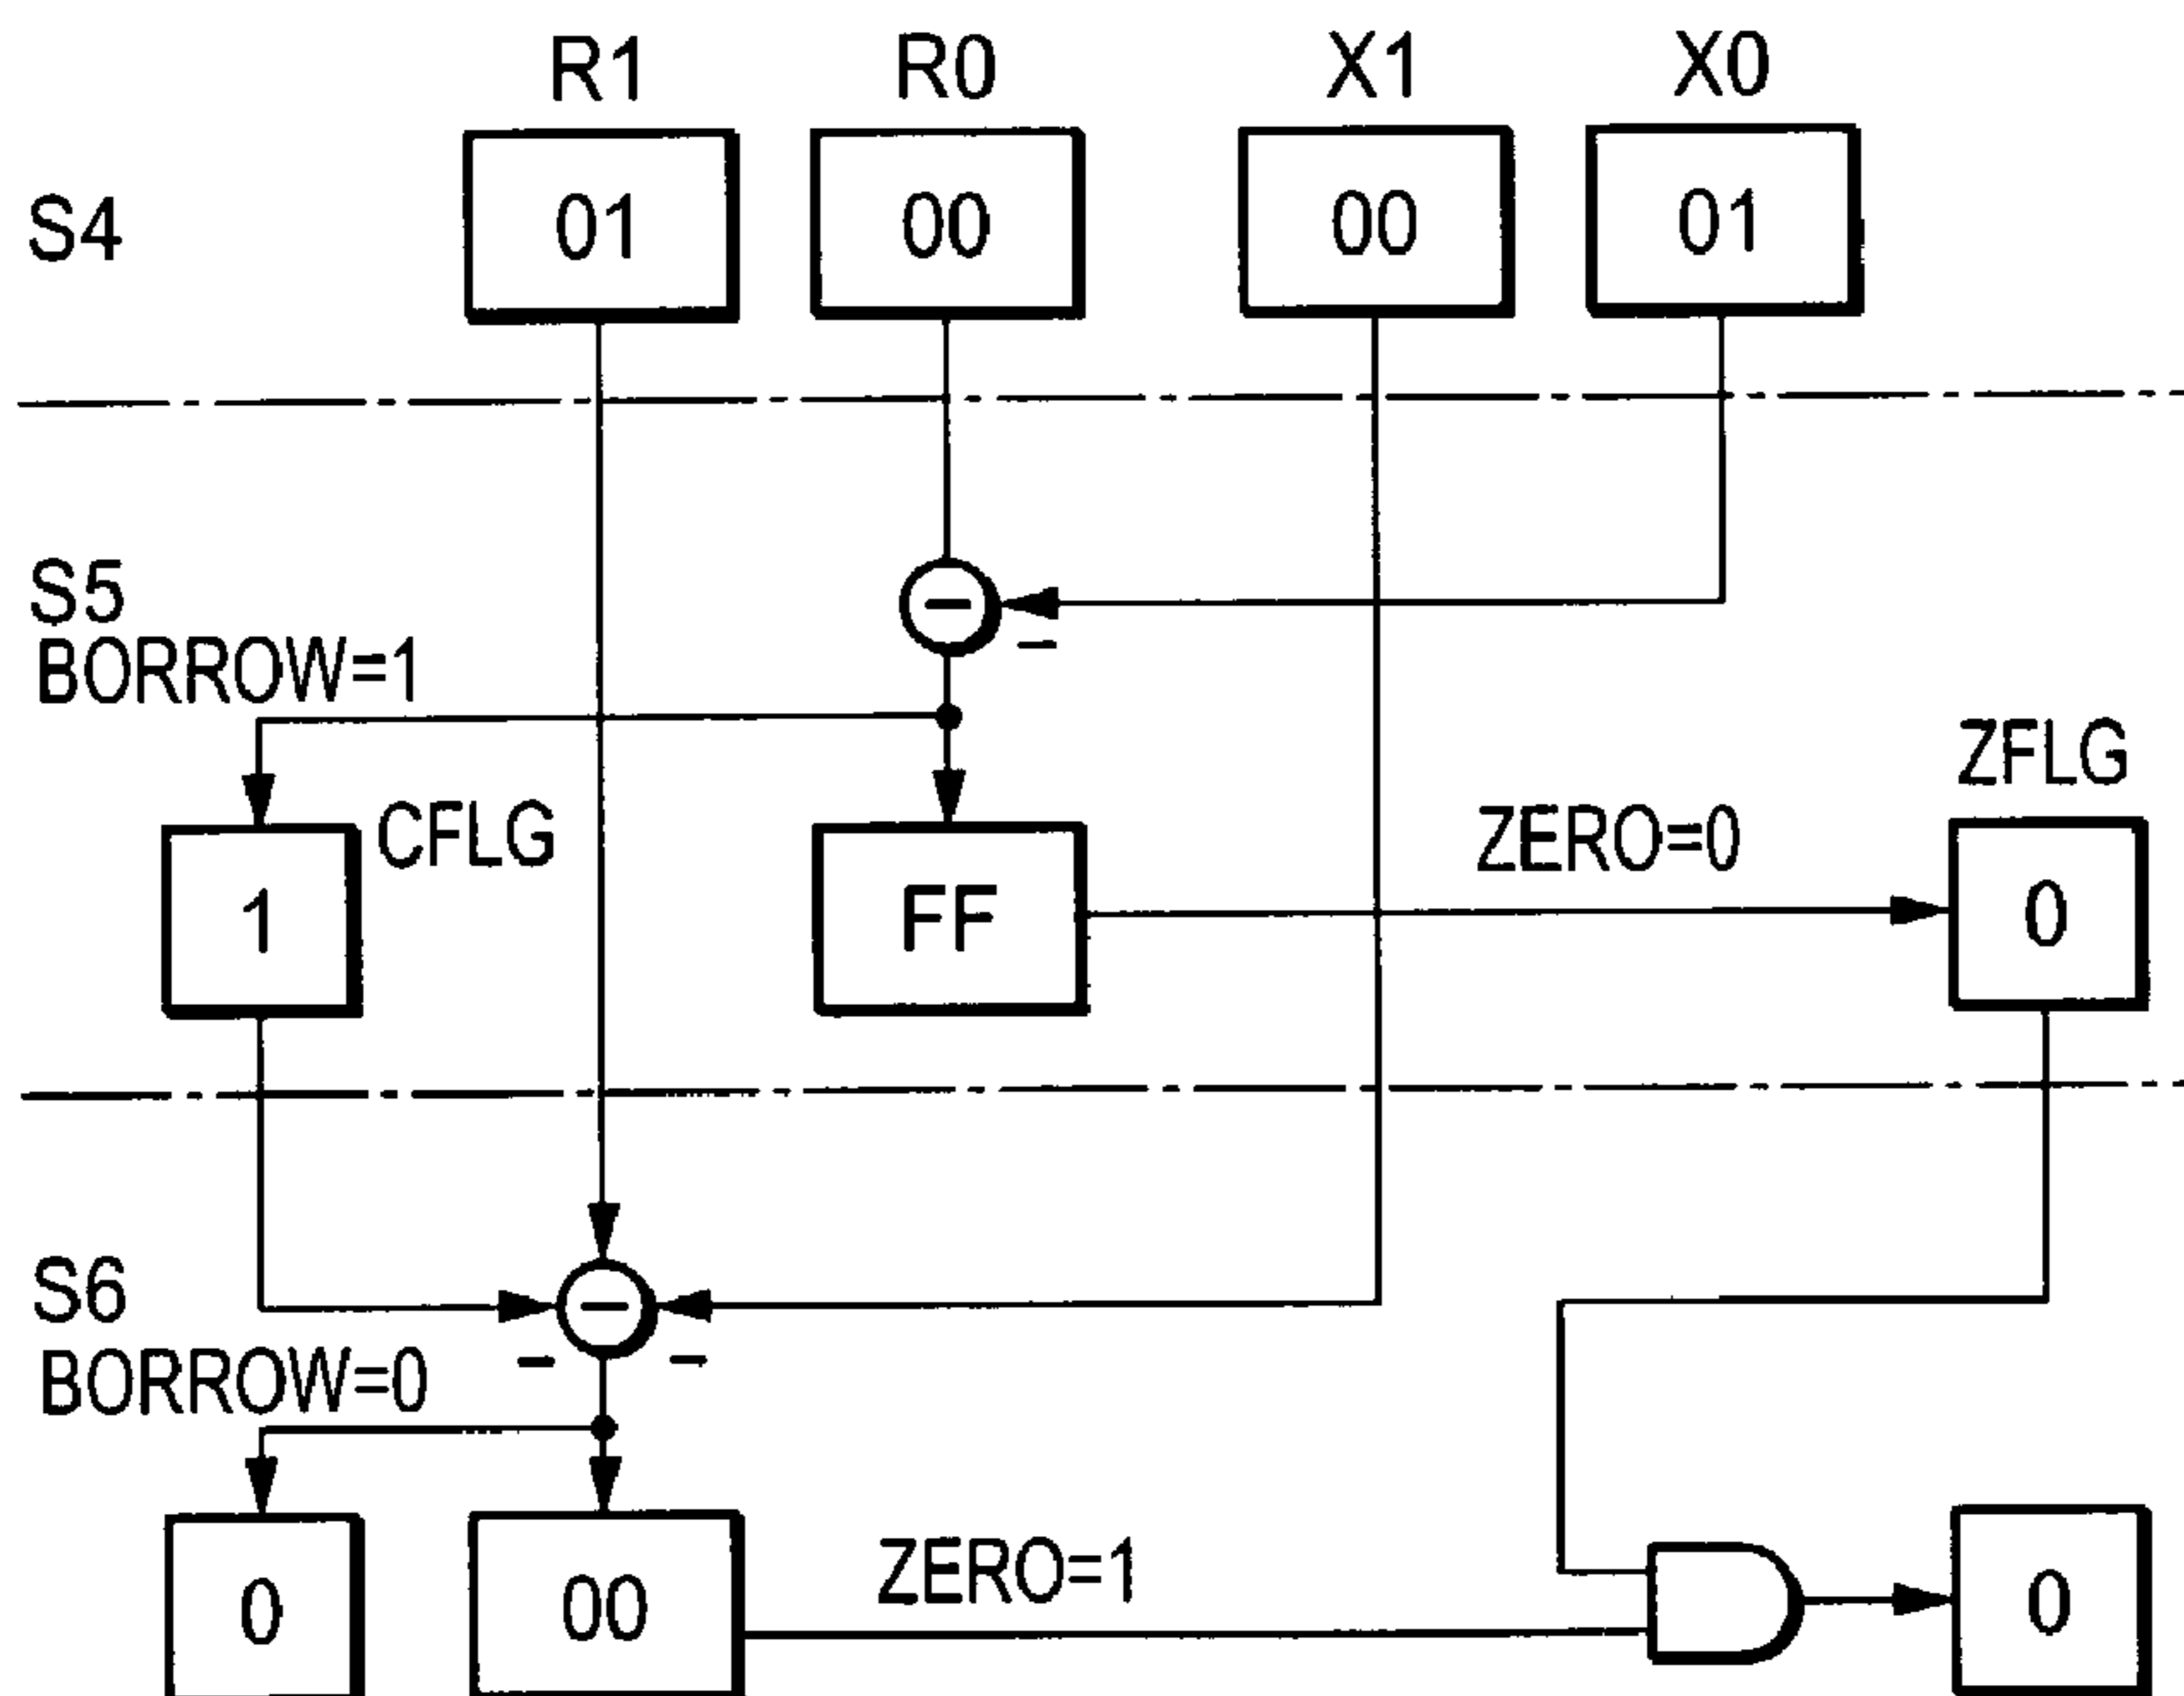 R1 R0 X1 X0
S4 01 00 00 01
S5
BORROW=1
ZFLG
CFLG ZERO=0
1 FF 0
S6
BORROW=0
ZERO=1
0 00 0